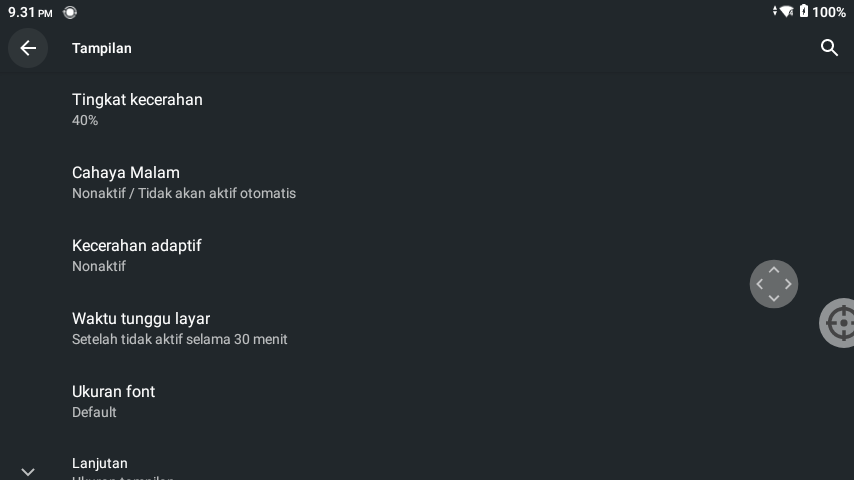 9.31 PM
100%
Tampilan
Tingkat kecerahan
40%
Cahaya Malam
Nonaktif / Tidak akan aktif otomatis
Kecerahan adaptif
Nonaktif
Waktu tunggu layar
Setelah tidak aktif selama 30 menit
Ukuran font
Default
Lanjutan